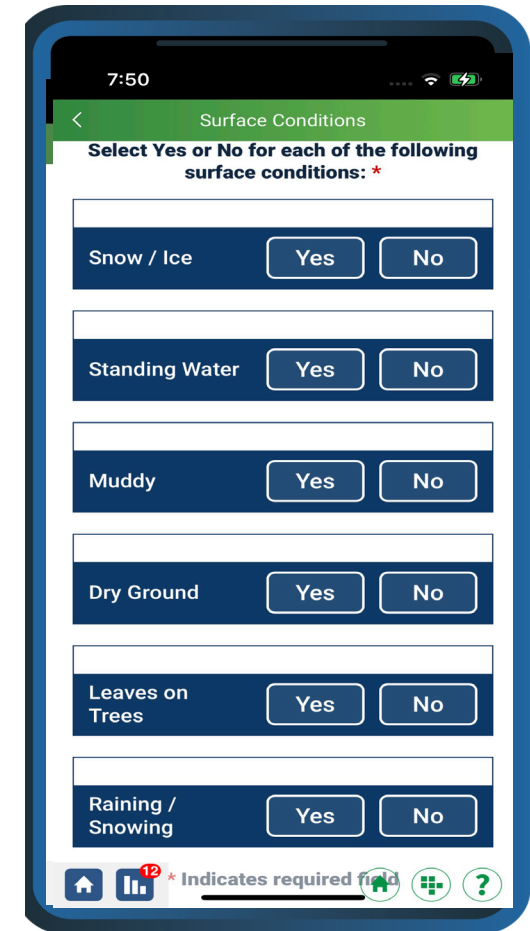 7:50
Surface Conditions
Select Yes or No for each of the following
surface conditions: *
Snow / Ice Yes No
Standing Water Yes No
Muddy Yes No
Dry Ground Yes No
Leaves on
Trees Yes No
Raining /
Snowing Yes No
12
* Indicates required field
?